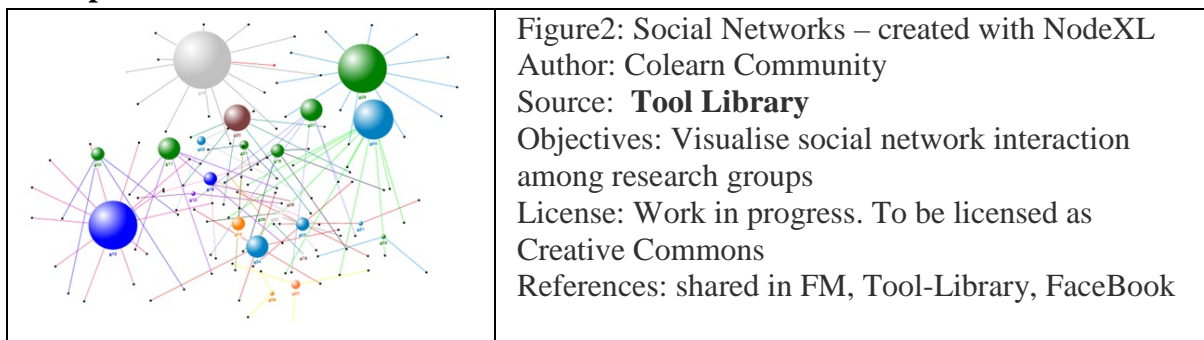 Figure2: Social Networks – created with NodeXL
Author: Colearn Community
Source: Tool Library
Objectives: Visualise social network interaction
among research groups
License: Work in progress. To be licensed as
Creative Commons
References: shared in FM, Tool-Library, FaceBook